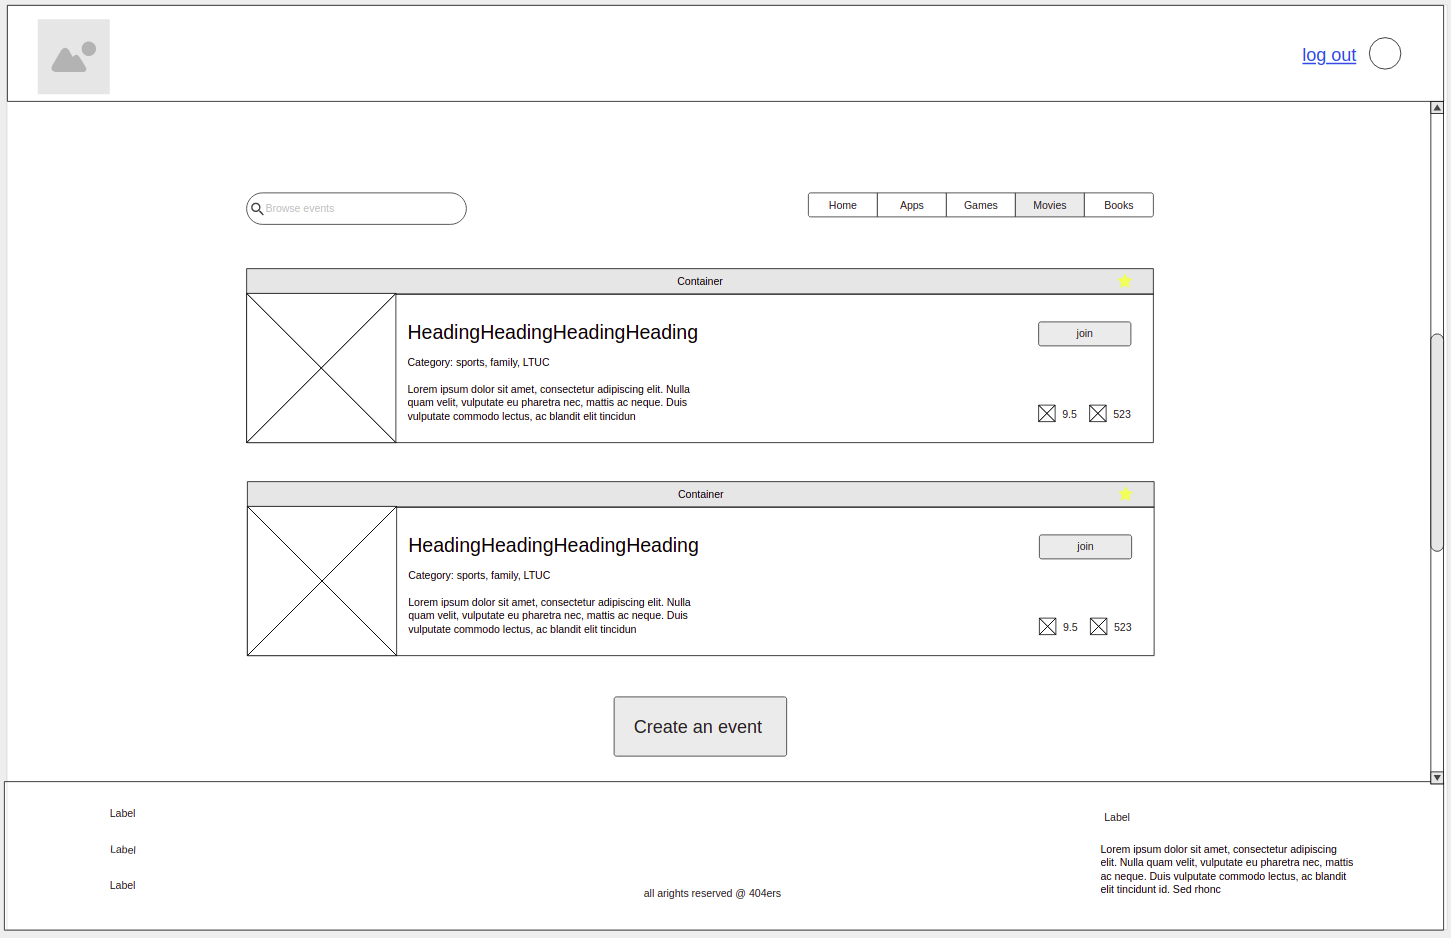 log out
Browse events
Home Apps Games Movies Books
Container
HeadingHeadingHeadingHeading
join
Category: sports, family, LTUC
Lorem ipsum dolor sit amet, consectetur adipiscing elit. Nulla
quam velit, vulputate eu pharetra nec, mattis ac neque. Duis
vulputate commodo lectus, ac blandit elit tincidun
9.5 523
Container
HeadingHeadingHeadingHeading
join
Category: sports, family, LTUC
Lorem ipsum dolor sit amet, consectetur adipiscing elit. Nulla
quam velit, vulputate eu pharetra nec, mattis ac neque. Duis
vulputate commodo lectus, ac blandit elit tincidun
9.5 523
Create an event
Label
Label
Label
all arights reserved @ 404ers
Label
Lorem ipsum dolor sit amet, consectetur adipiscing
elit. Nulla quam velit, vulputate eu pharetra nec, mattis
ac neque. Duis vulputate commodo lectus, ac blandit
elit tincidunt id. Sed rhonc